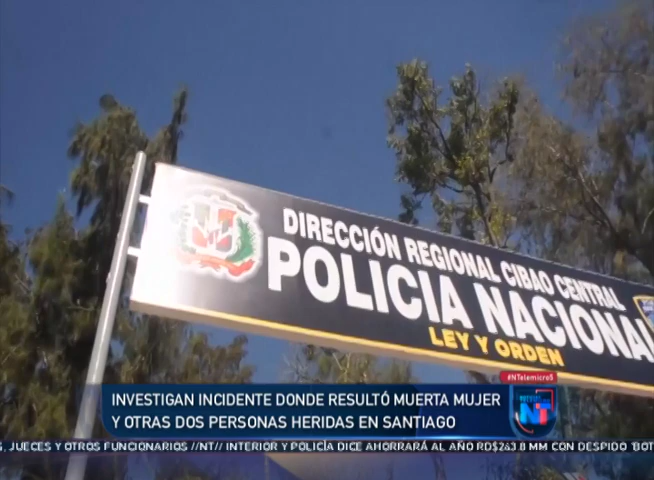 DIRECCIÓN REGIONAL CIBAO CENTRAL
POLICIA NACIONAL
LEY Y ORDEN
#NTelemicro5
INVESTIGAN INCIDENTE DONDE RESULTÓ MUERTA MUJER
Y OTRAS DOS PERSONAS HERIDAS EN SANTIAGO
NT
JUECES Y OTROS FUNCIONARIOS //NT// INTERIOR Y POLICÍA DICE AHORRARÁ AL AÑO RD$263.8 MM CON DESPIDO